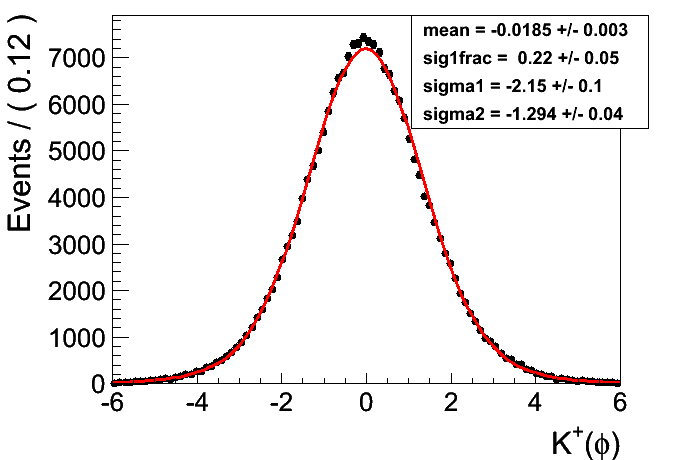 mean = -0.0185 +/- 0.003
sig1frac = 0.22 +/- 0.05
sigma1 = -2.15 +/- 0.1
sigma2 = -1.294 +/- 0.04
Events / ( 0.12 )
7000
6000
5000
4000
3000
2000
1000
0
-6 -4 -2 0 2 4 6
K⁺(ϕ)